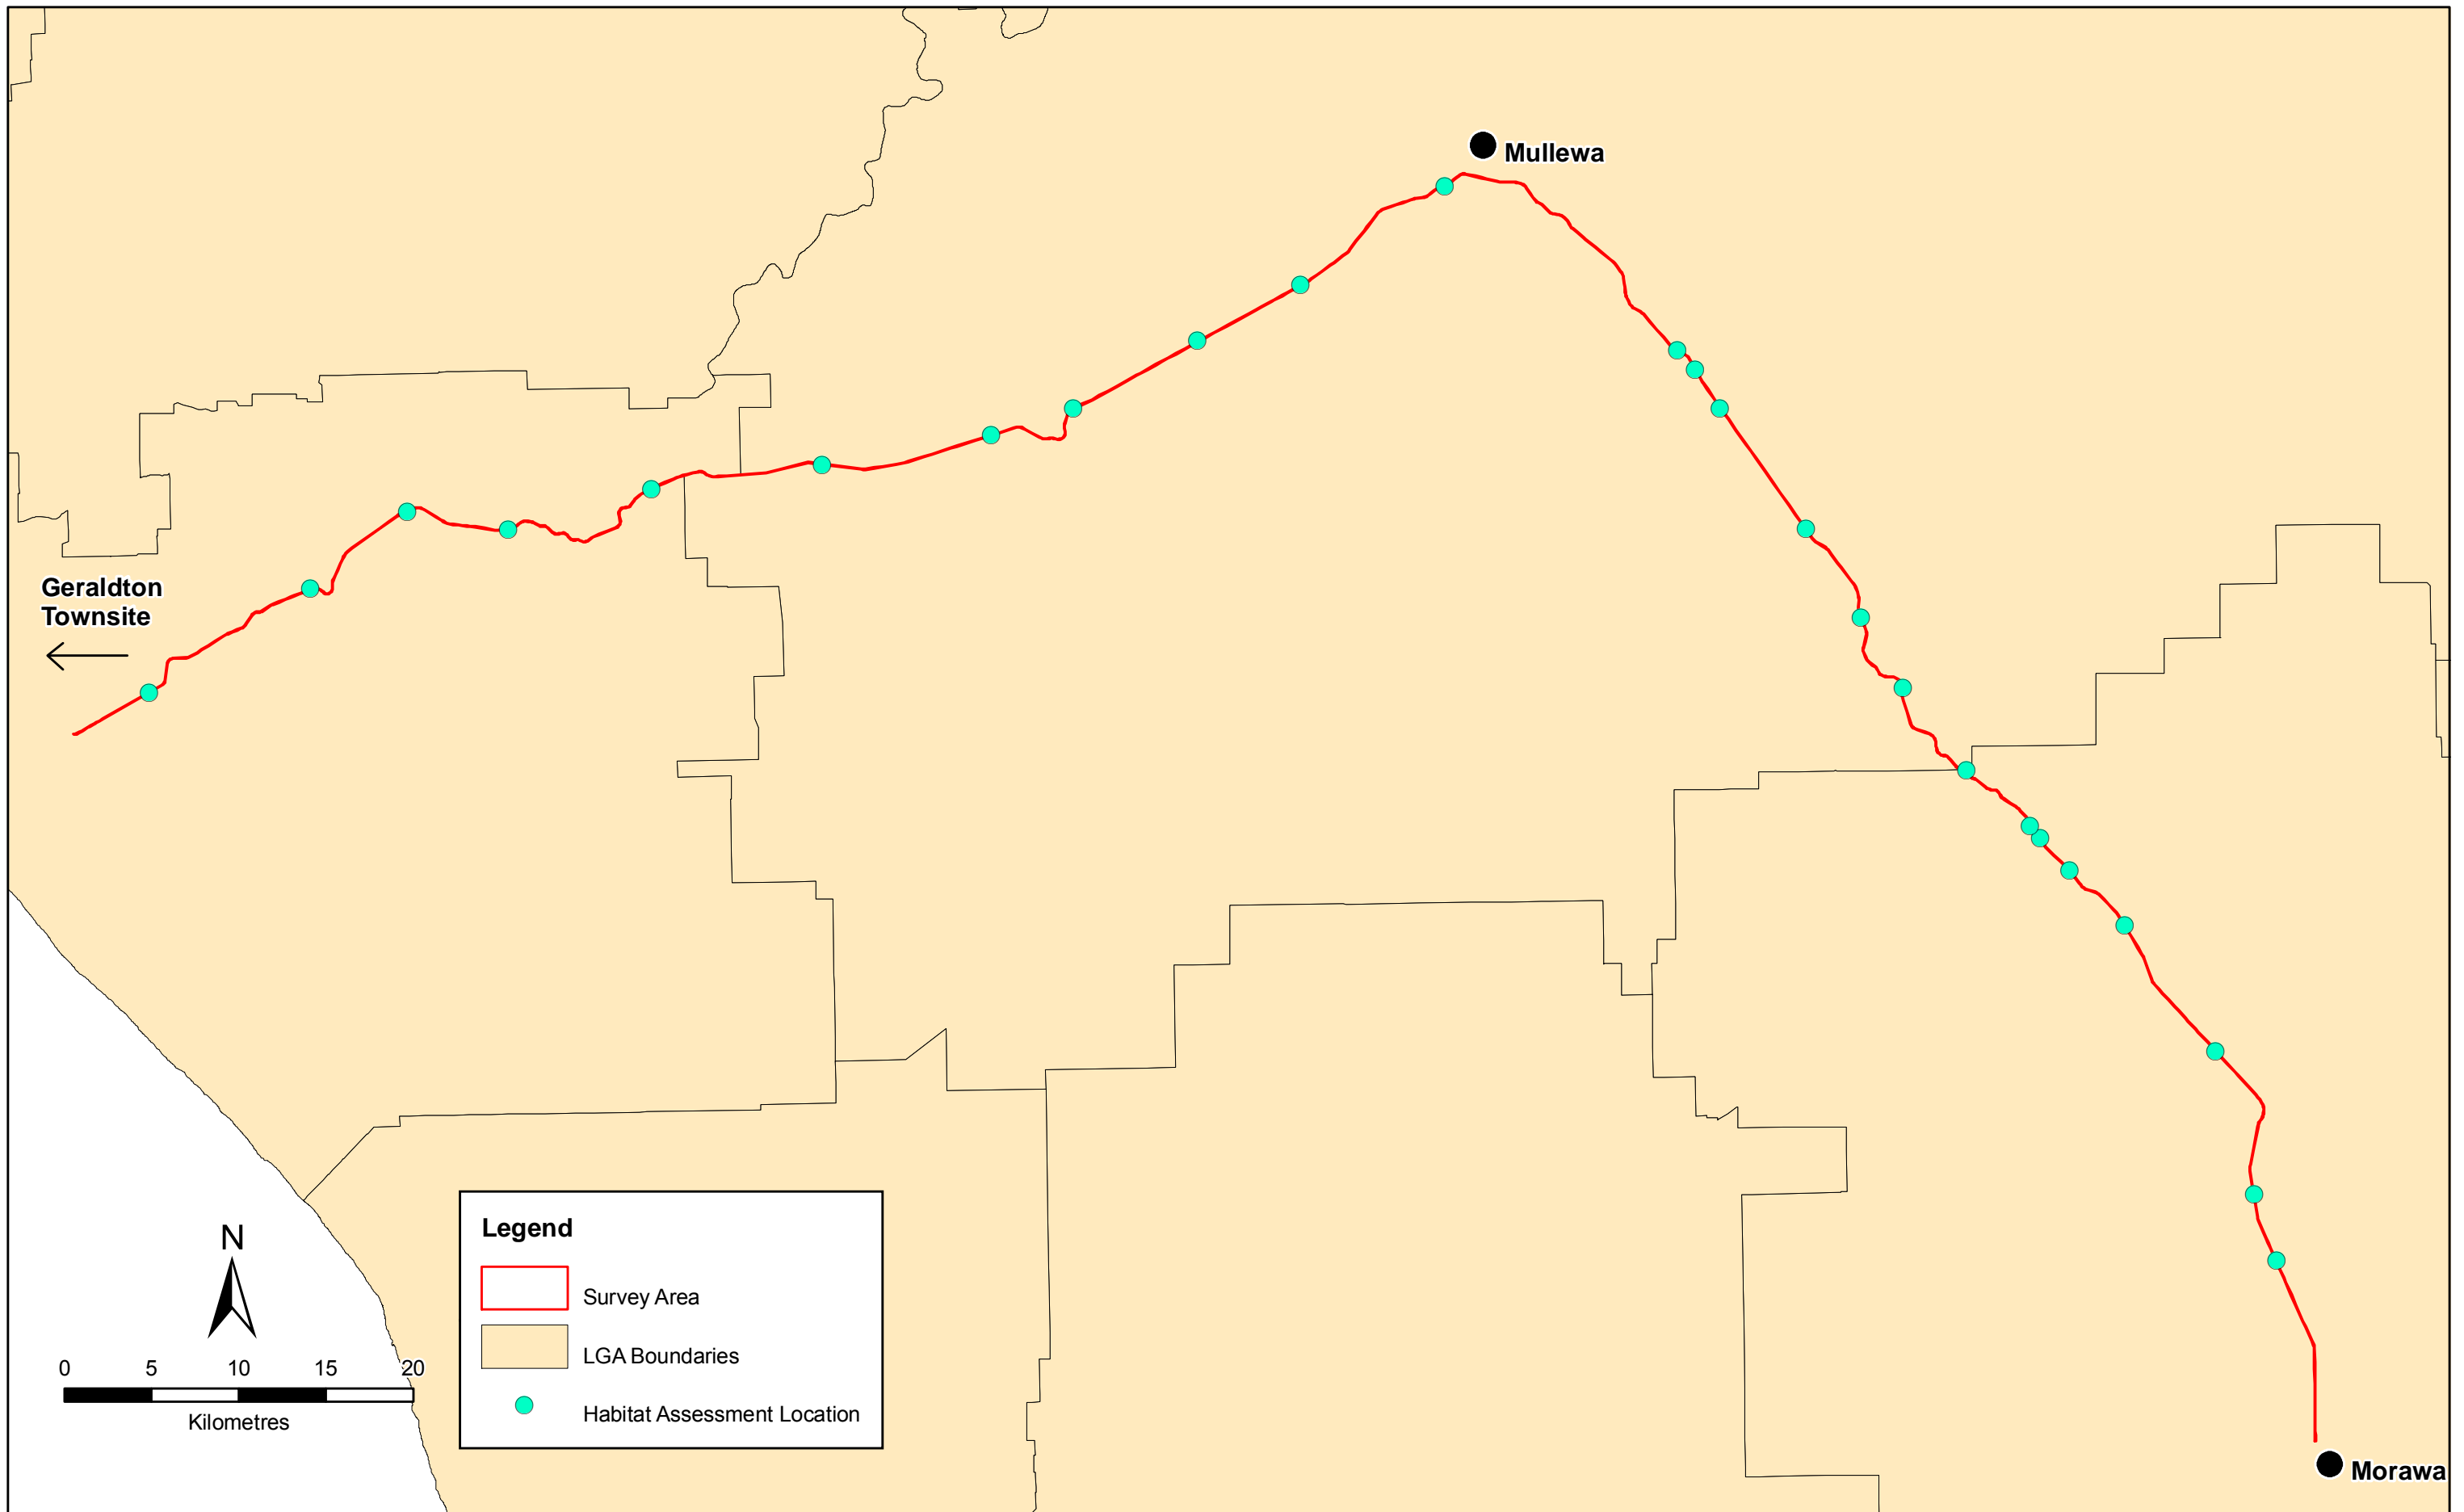 Mullewa
Geraldton
Townsite
Legend
Survey Area
LGA Boundaries
Habitat Assessment Location
N
0 5 10 15 20
Kilometres
Morawa